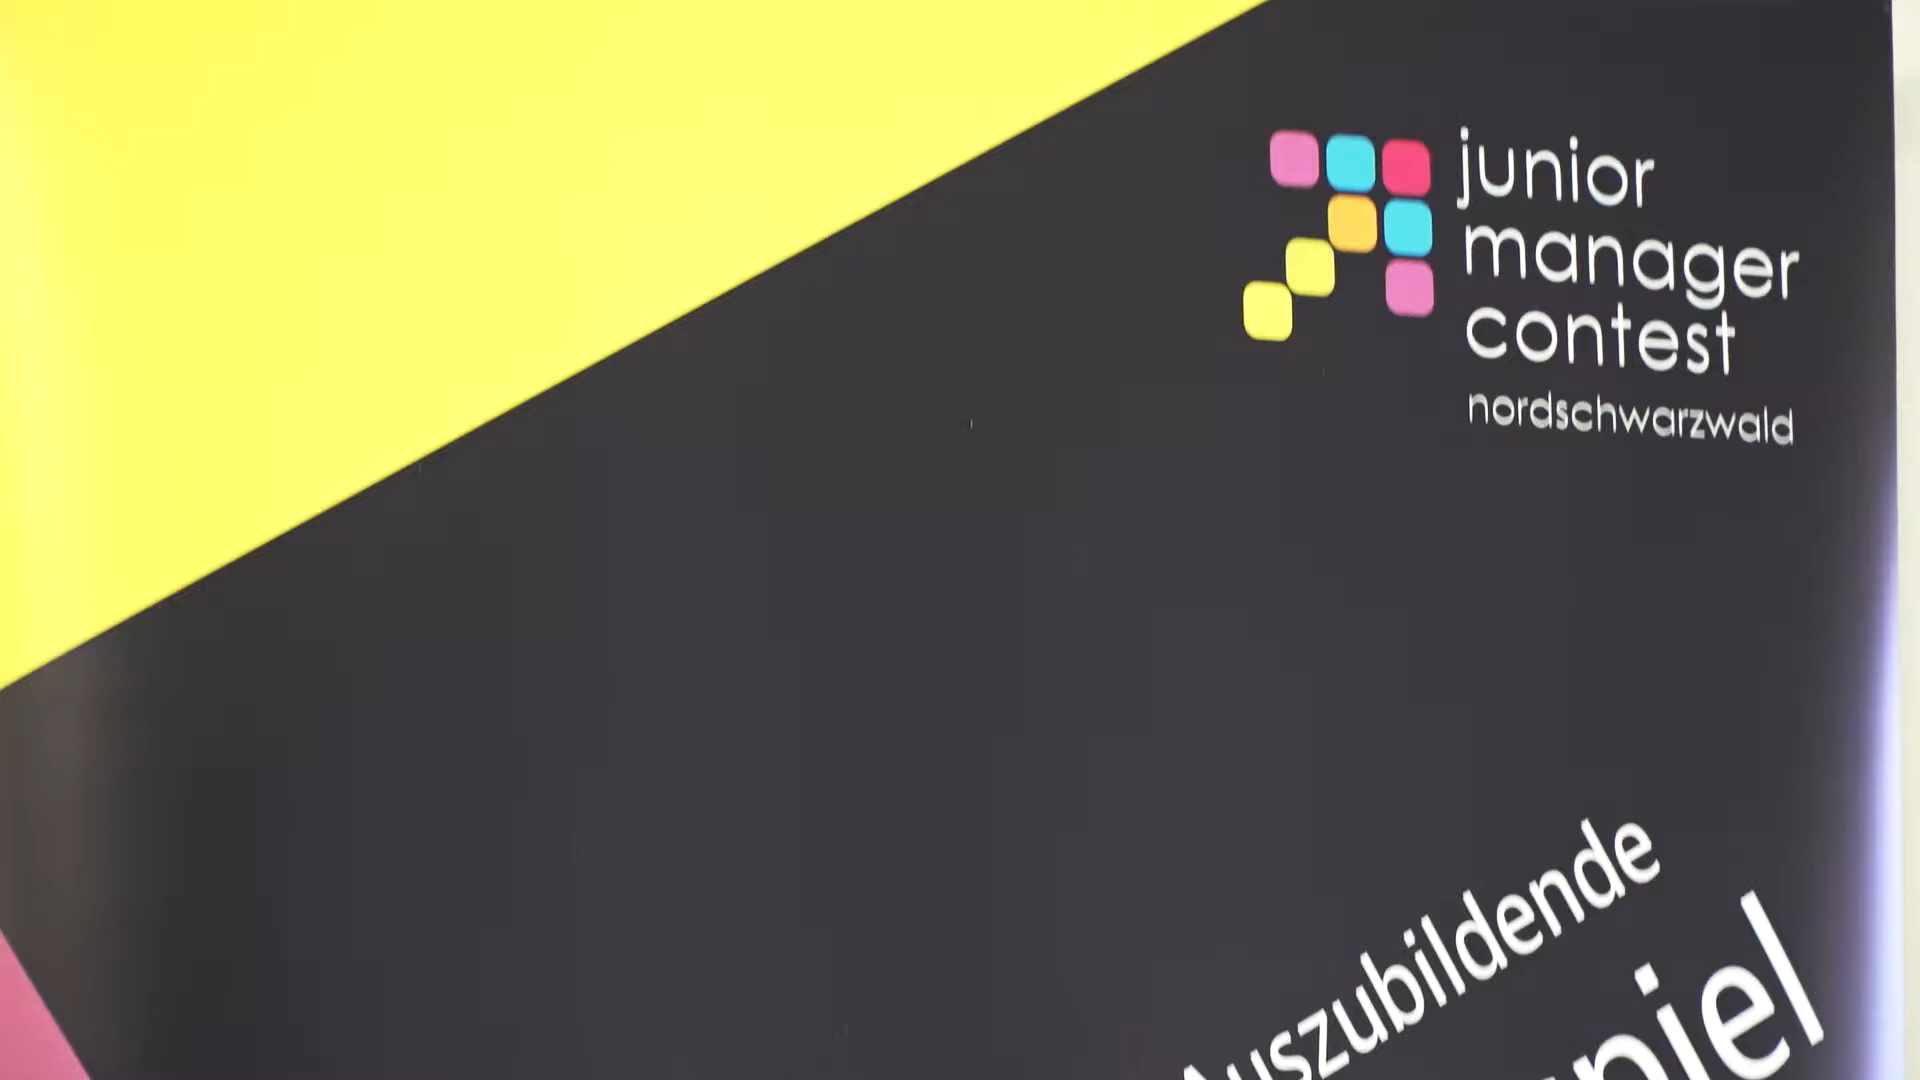 junior
manager
contest
nordschwarzwald
Auszubildende